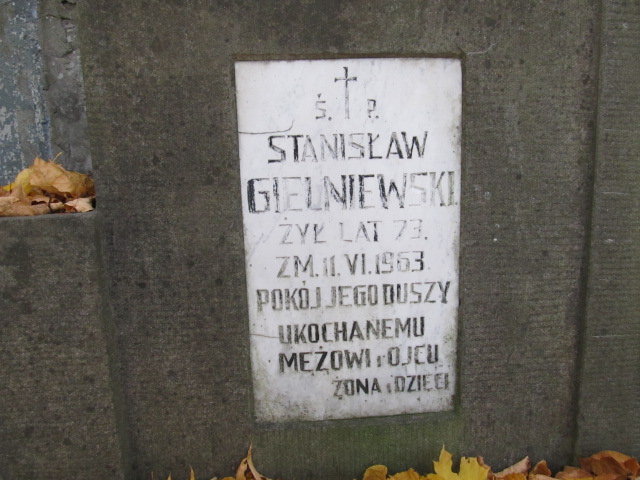 Ś. P.
STANISŁAW
GIELNIEWSKI
ŻYŁ LAT 73.
ZM. 11. VI. 1963
POKÓJ JEGO DUSZY
UKOCHANEMU
MĘŻOWI i OJCU
ŻONA i DZIECI